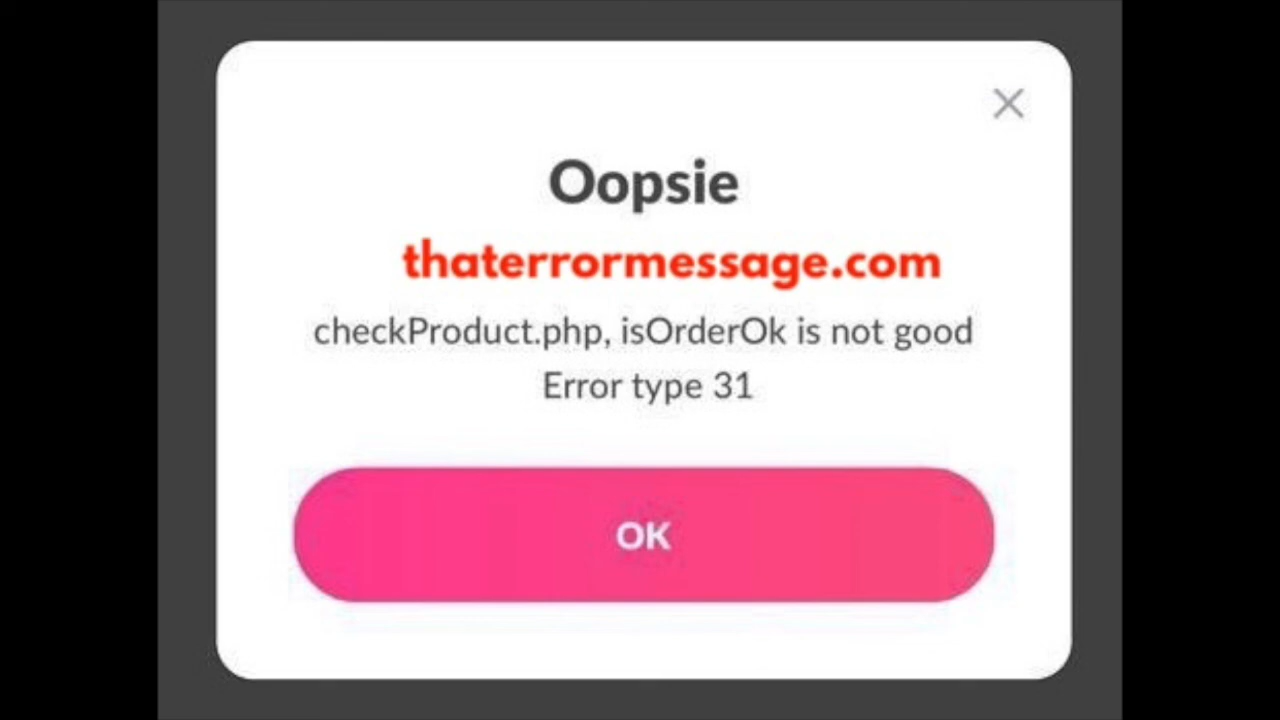 Oopsie
thaterrormessage.com
checkProduct.php, isOrderOk is not good
Error type 31
OK